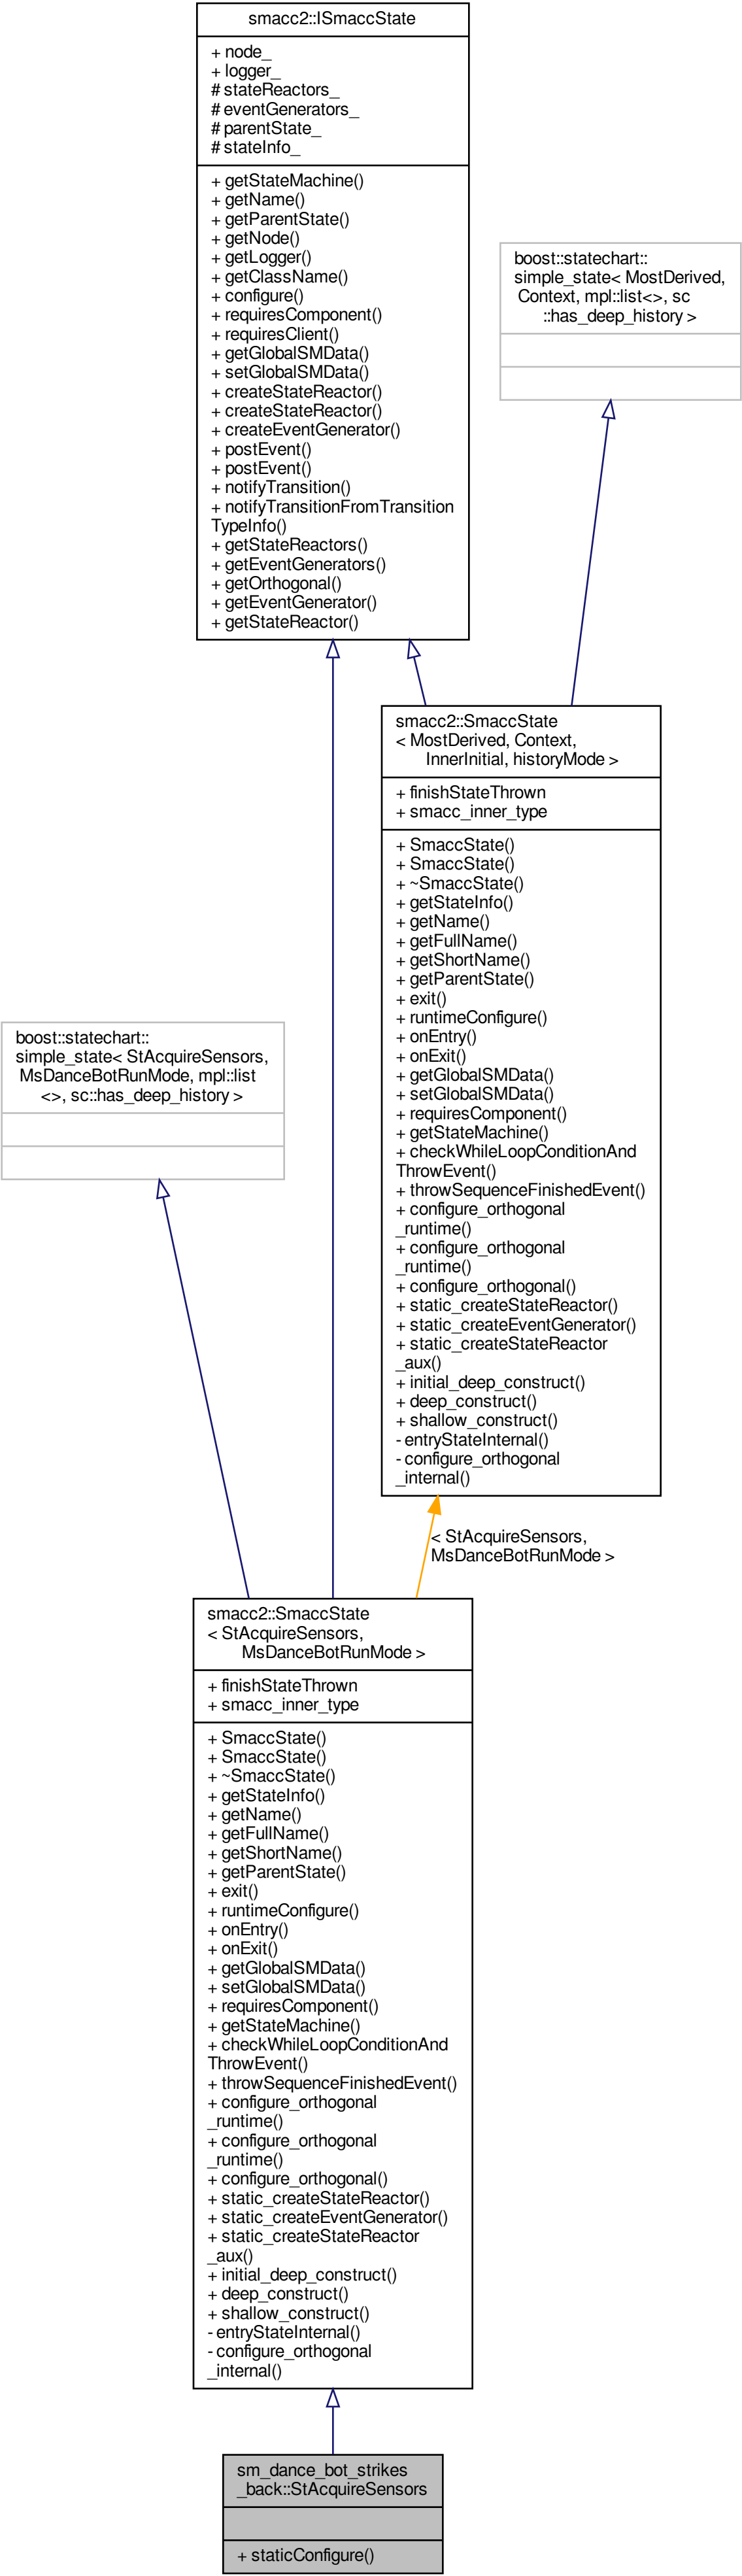 smacc2::ISmaccState
+ node_
+ logger_
# stateReactors_
# eventGenerators_
# parentState_
# stateInfo_
+ getStateMachine()
+ getName()
+ getParentState()
+ getNode()
+ getLogger()
+ getClassName()
+ configure()
+ requiresComponent()
+ requiresClient()
+ getGlobalSMData()
+ setGlobalSMData()
+ createStateReactor()
+ createStateReactor()
+ createEventGenerator()
+ postEvent()
+ postEvent()
+ notifyTransition()
+ notifyTransitionFromTransition
TypeInfo()
+ getStateReactors()
+ getEventGenerators()
+ getOrthogonal()
+ getEventGenerator()
+ getStateReactor()
boost::statechart::
simple_state< MostDerived,
Context, mpl::list<>, sc
::has_deep_history >
smacc2::SmaccState
< MostDerived, Context,
InnerInitial, historyMode >
+ finishStateThrown
+ smacc_inner_type
+ SmaccState()
+ SmaccState()
+ ~SmaccState()
+ getStateInfo()
+ getName()
+ getFullName()
+ getShortName()
+ getParentState()
+ exit()
+ runtimeConfigure()
+ onEntry()
+ onExit()
+ getGlobalSMData()
+ setGlobalSMData()
+ requiresComponent()
+ getStateMachine()
+ checkWhileLoopConditionAnd
ThrowEvent()
+ throwSequenceFinishedEvent()
+ configure_orthogonal
_runtime()
+ configure_orthogonal
_runtime()
+ configure_orthogonal()
+ static_createStateReactor()
+ static_createEventGenerator()
+ static_createStateReactor
_aux()
+ initial_deep_construct()
+ deep_construct()
+ shallow_construct()
- entryStateInternal()
- configure_orthogonal
_internal()
boost::statechart::
simple_state< StAcquireSensors,
MsDanceBotRunMode, mpl::list
<>, sc::has_deep_history >
< StAcquireSensors,
MsDanceBotRunMode >
smacc2::SmaccState
< StAcquireSensors,
MsDanceBotRunMode >
+ finishStateThrown
+ smacc_inner_type
+ SmaccState()
+ SmaccState()
+ ~SmaccState()
+ getStateInfo()
+ getName()
+ getFullName()
+ getShortName()
+ getParentState()
+ exit()
+ runtimeConfigure()
+ onEntry()
+ onExit()
+ getGlobalSMData()
+ setGlobalSMData()
+ requiresComponent()
+ getStateMachine()
+ checkWhileLoopConditionAnd
ThrowEvent()
+ throwSequenceFinishedEvent()
+ configure_orthogonal
_runtime()
+ configure_orthogonal
_runtime()
+ configure_orthogonal()
+ static_createStateReactor()
+ static_createEventGenerator()
+ static_createStateReactor
_aux()
+ initial_deep_construct()
+ deep_construct()
+ shallow_construct()
- entryStateInternal()
- configure_orthogonal
_internal()
sm_dance_bot_strikes
_back::StAcquireSensors
+ staticConfigure()